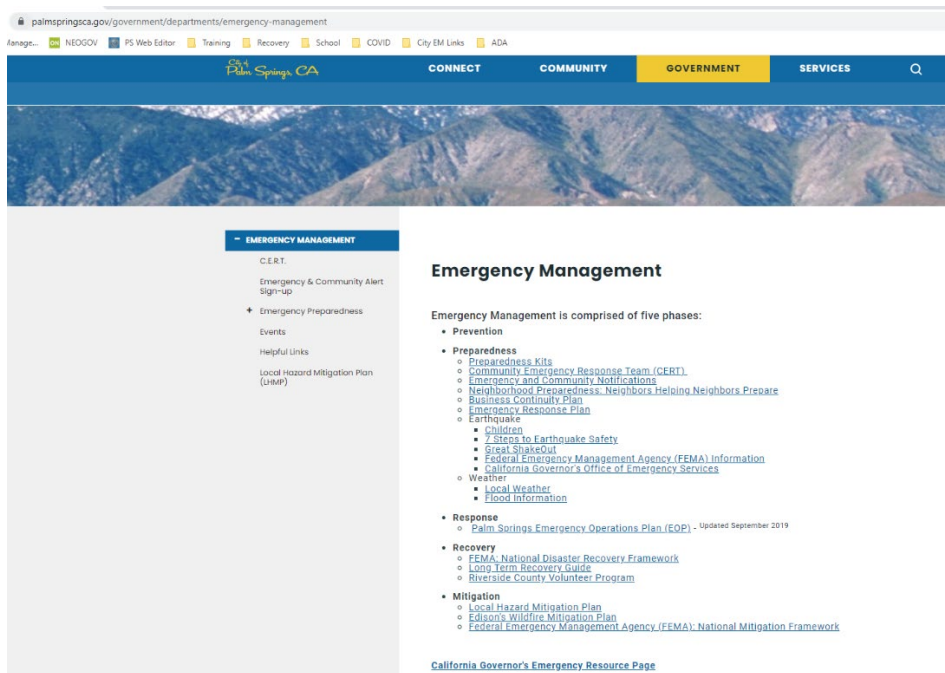 palmspringsca.gov/government/departments/emergency-management
Manage... NEOGOV PS Web Editor Training Recovery School COVID City EM Links ADA
City of
Palm Springs, CA CONNECT COMMUNITY GOVERNMENT SERVICES
− EMERGENCY MANAGEMENT
C.E.R.T.
Emergency & Community Alert
Sign-up
+ Emergency Preparedness
Events
Helpful Links
Local Hazard Mitigation Plan
(LHMP)
Emergency Management
Emergency Management is comprised of five phases:
• Prevention
• Preparedness
○ Preparedness Kits
○ Community Emergency Response Team (CERT)
○ Emergency and Community Notifications
○ Neighborhood Preparedness: Neighbors Helping Neighbors Prepare
○ Business Continuity Plan
○ Emergency Response Plan
○ Earthquake
▪ Children
▪ 7 Steps to Earthquake Safety
▪ Great ShakeOut
▪ Federal Emergency Management Agency (FEMA) Information
▪ California Governor's Office of Emergency Services
○ Weather
▪ Local Weather
▪ Flood Information
• Response
○ Palm Springs Emergency Operations Plan (EOP) - Updated September 2019
• Recovery
○ FEMA: National Disaster Recovery Framework
○ Long Term Recovery Guide
○ Riverside County Volunteer Program
• Mitigation
○ Local Hazard Mitigation Plan
○ Edison's Wildfire Mitigation Plan
○ Federal Emergency Management Agency (FEMA): National Mitigation Framework
California Governor's Emergency Resource Page